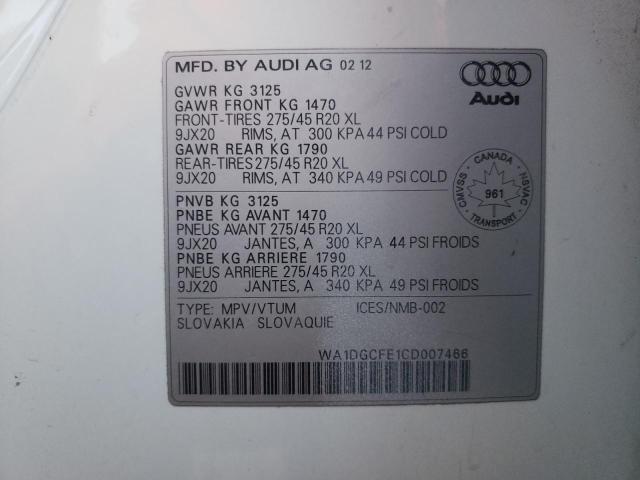 MFD. BY AUDI AG 02 12
Audi
GVWR KG 3125
GAWR FRONT KG 1470
FRONT-TIRES 275/45 R20 XL
9JX20 RIMS, AT 300 KPA 44 PSI COLD
GAWR REAR KG 1790
REAR-TIRES 275/45 R20 XL
9JX20 RIMS, AT 340 KPA 49 PSI COLD
CANADA
CMVSS
NSVAC
961
TRANSPORT
PNVB KG 3125
PNBE KG AVANT 1470
PNEUS AVANT 275/45 R20 XL
9JX20 JANTES, A 300 KPA 44 PSI FROIDS
PNBE KG ARRIERE 1790
PNEUS ARRIERE 275/45 R20 XL
9JX20 JANTES, A 340 KPA 49 PSI FROIDS
TYPE: MPV/VTUM ICES/NMB-002
SLOVAKIA SLOVAQUIE
WA1DGCFE1CD007466